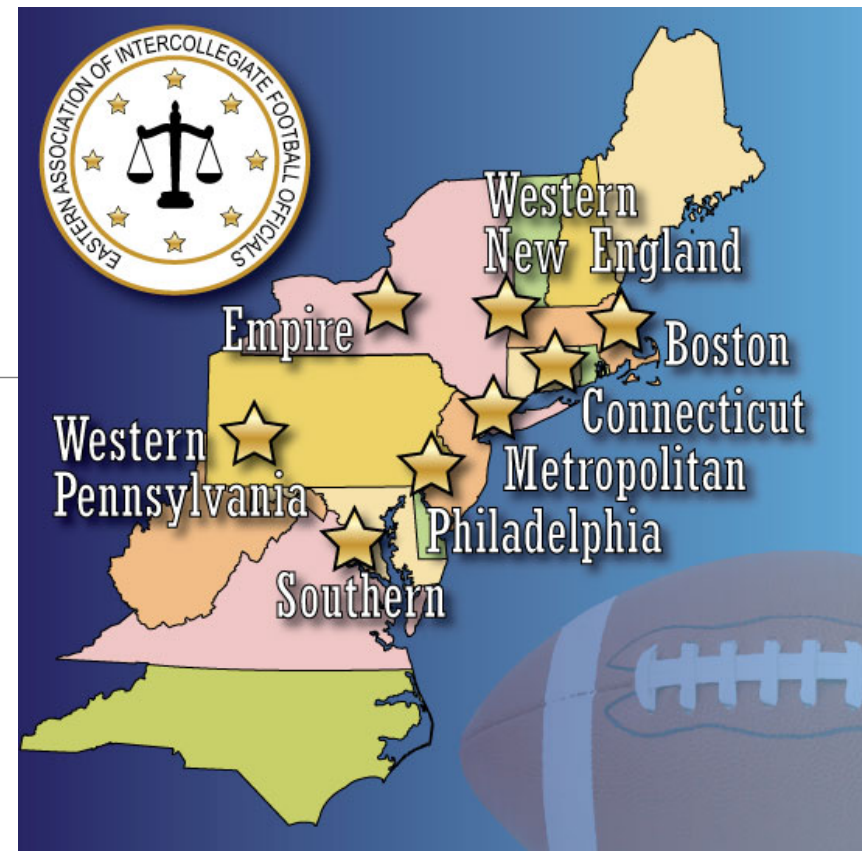 EASTERN ASSOCIATION OF INTERCOLLEGIATE FOOTBALL OFFICIALS
Western
New England
Empire
Boston
Connecticut
Western
Pennsylvania
Metropolitan
Philadelphia
Southern